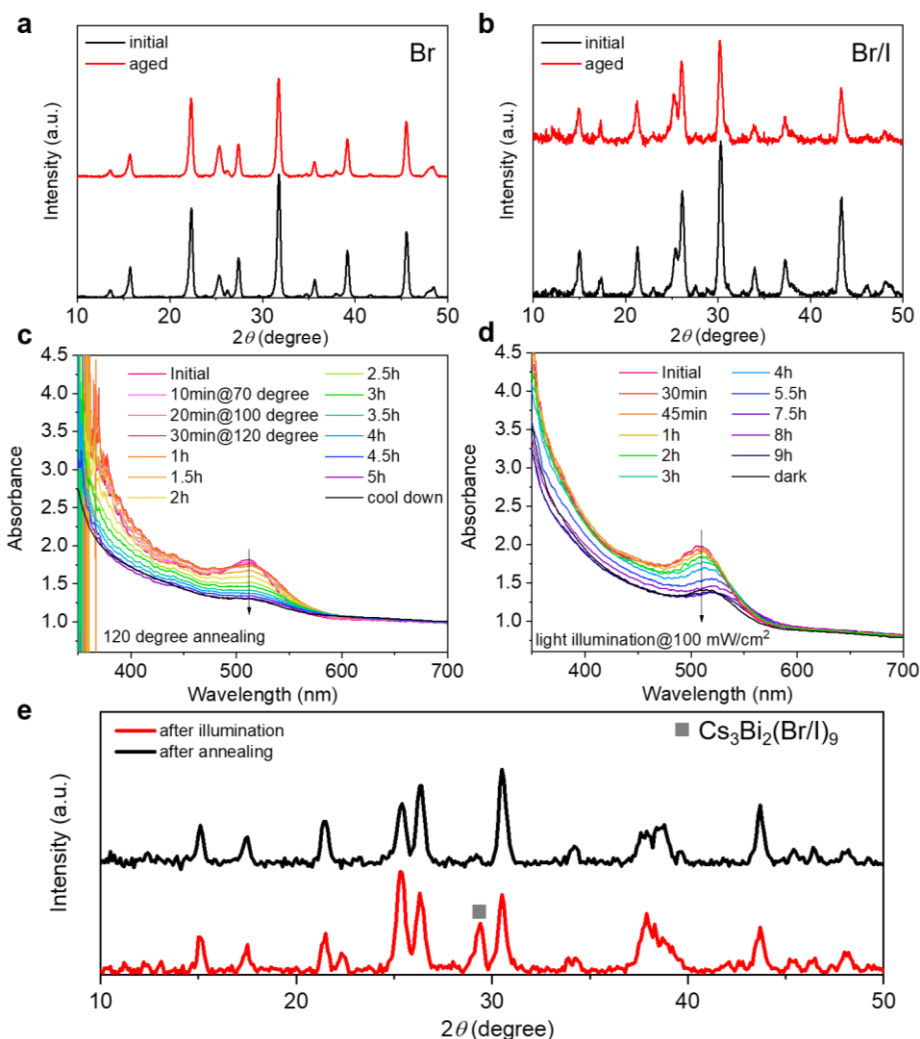 a
initial
aged
Br
Intensity (a.u.)
10 20 30 40 50
2θ (degree)
b
initial
aged
Br/I
Intensity (a.u.)
10 15 20 25 30 35 40 45 50
2θ (degree)
c
4.5
4.0
3.5
3.0
2.5
2.0
1.5
1.0
Absorbance
Initial
10min@70 degree
20min@100 degree
30min@120 degree
1h
1.5h
2h
2.5h
3h
3.5h
4h
4.5h
5h
cool down
120 degree annealing
400 500 600 700
Wavelength (nm)
d
4.5
4.0
3.5
3.0
2.5
2.0
1.5
1.0
Absorbance
Initial
30min
45min
1h
2h
3h
4h
5.5h
7.5h
8h
9h
dark
light illumination@100 mW/cm²
400 500 600 700
Wavelength (nm)
e
after illumination
after annealing
Cs₃Bi₂(Br/I)₉
Intensity (a.u.)
10 20 30 40 50
2θ (degree)